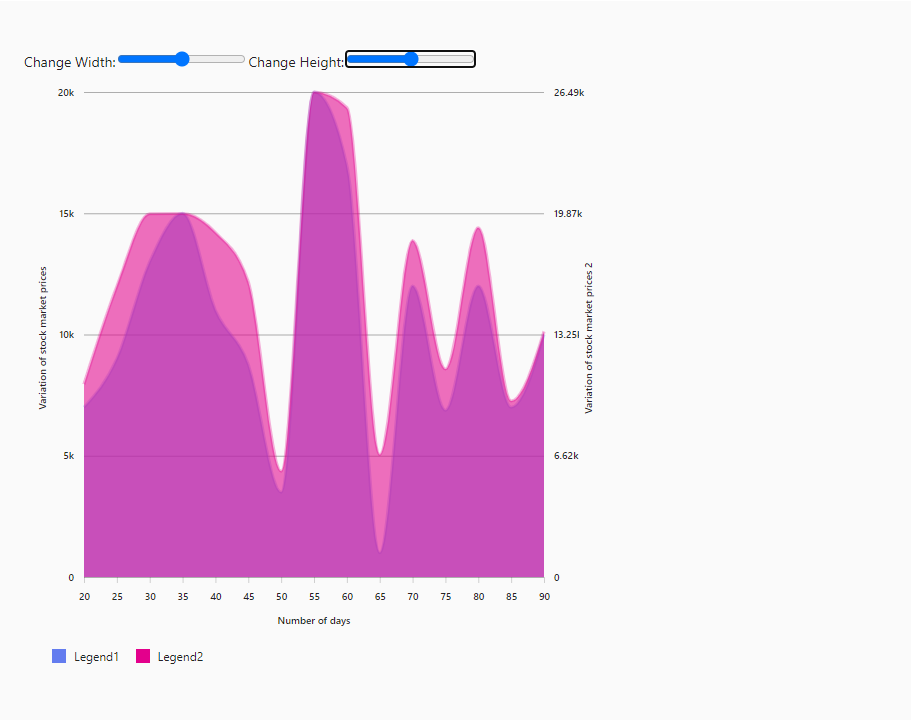 Change Width: Change Height:
20k 26.49k
15k 19.87k
Variation of stock market prices
Variation of stock market prices 2
10k 13.25l
5k 6.62k
0 0
20 25 30 35 40 45 50 55 60 65 70 75 80 85 90
Number of days
Legend1 Legend2